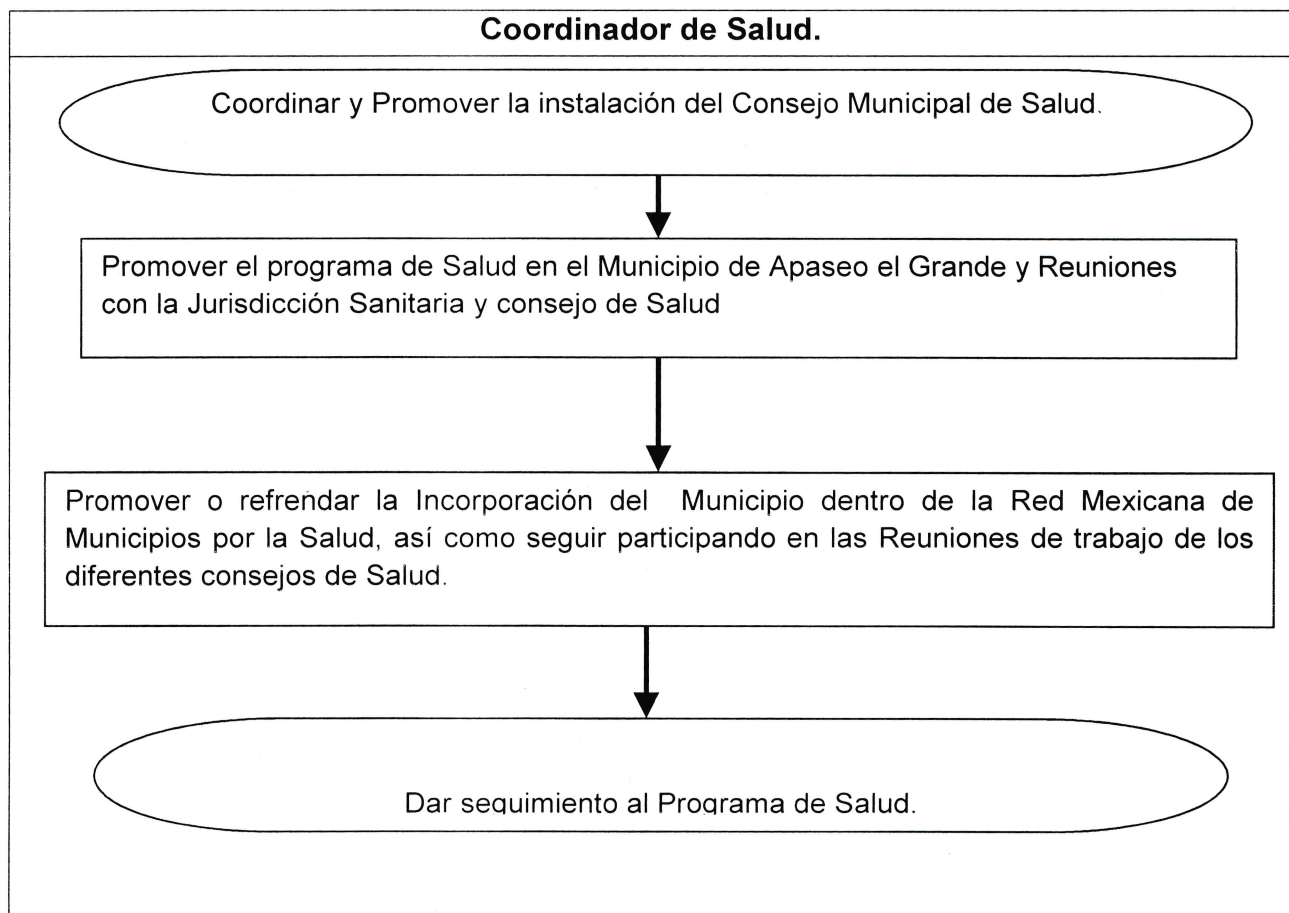 Coordinador de Salud.
Coordinar y Promover la instalación del Consejo Municipal de Salud.
Promover el programa de Salud en el Municipio de Apaseo el Grande y Reuniones
con la Jurisdicción Sanitaria y consejo de Salud
Promover o refrendar la Incorporación del Municipio dentro de la Red Mexicana de
Municipios por la Salud, así como seguir participando en las Reuniones de trabajo de los
diferentes consejos de Salud.
Dar seguimiento al Programa de Salud.